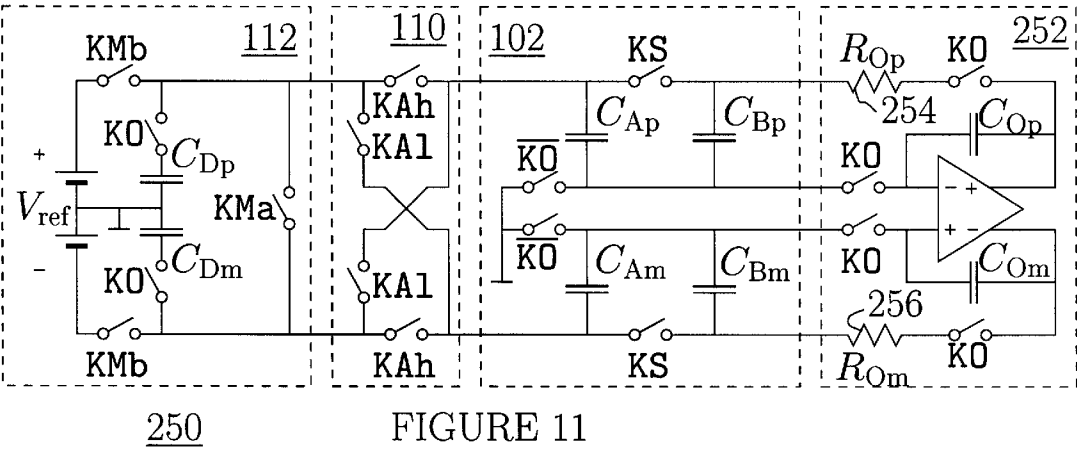 112
110
102
252
KMb
KS
R_Op
KO
KAh
254
C_Op
KO
C_Dp
KAl
C_Ap
C_Bp
K̅O̅
KO
+
V_ref
KMa
- +
+ -
−
KO
C_Dm
K̅O̅
KO
C_Am
C_Bm
C_Om
KAl
256
KMb
KAh
KS
R_Om
KO
250
FIGURE 11